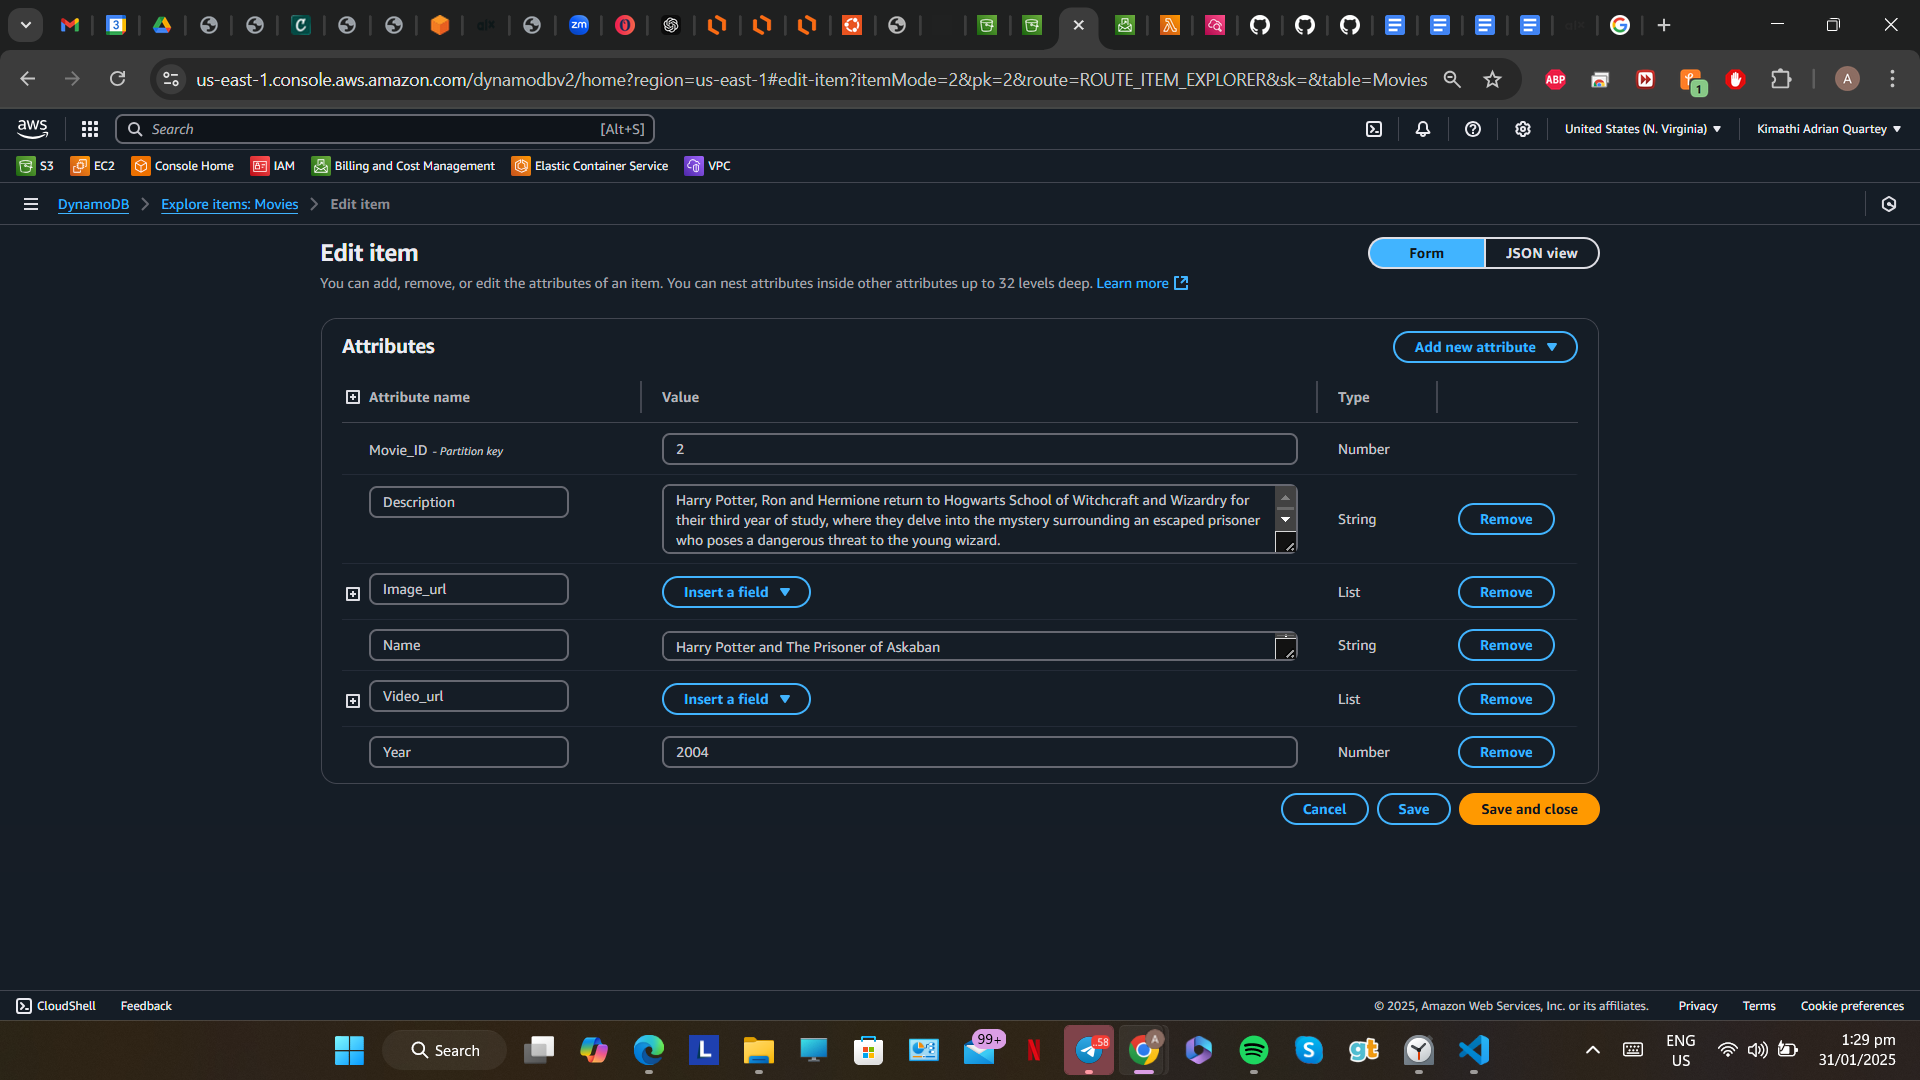 31
zm
us-east-1.console.aws.amazon.com/dynamodbv2/home?region=us-east-1#edit-item?itemMode=2&pk=2&route=ROUTE_ITEM_EXPLORER&sk=&table=Movies
ABP
1
A
aws
Search
[Alt+S]
United States (N. Virginia)
Kimathi Adrian Quartey
S3
EC2
Console Home
IAM
Billing and Cost Management
Elastic Container Service
VPC
DynamoDB
Explore items: Movies
Edit item
Edit item
Form
JSON view
You can add, remove, or edit the attributes of an item. You can nest attributes inside other attributes up to 32 levels deep. Learn more
Attributes
Add new attribute
Attribute name
Value
Type
Movie_ID - Partition key
2
Number
Description
Harry Potter, Ron and Hermione return to Hogwarts School of Witchcraft and Wizardry for
their third year of study, where they delve into the mystery surrounding an escaped prisoner
who poses a dangerous threat to the young wizard.
String
Remove
Image_url
Insert a field
List
Remove
Name
Harry Potter and The Prisoner of Askaban
String
Remove
Video_url
Insert a field
List
Remove
Year
2004
Number
Remove
Cancel
Save
Save and close
CloudShell
Feedback
© 2025, Amazon Web Services, Inc. or its affiliates.
Privacy
Terms
Cookie preferences
Search
L
99+
N
..58
A
S
gt
ENG
US
1:29 pm
31/01/2025